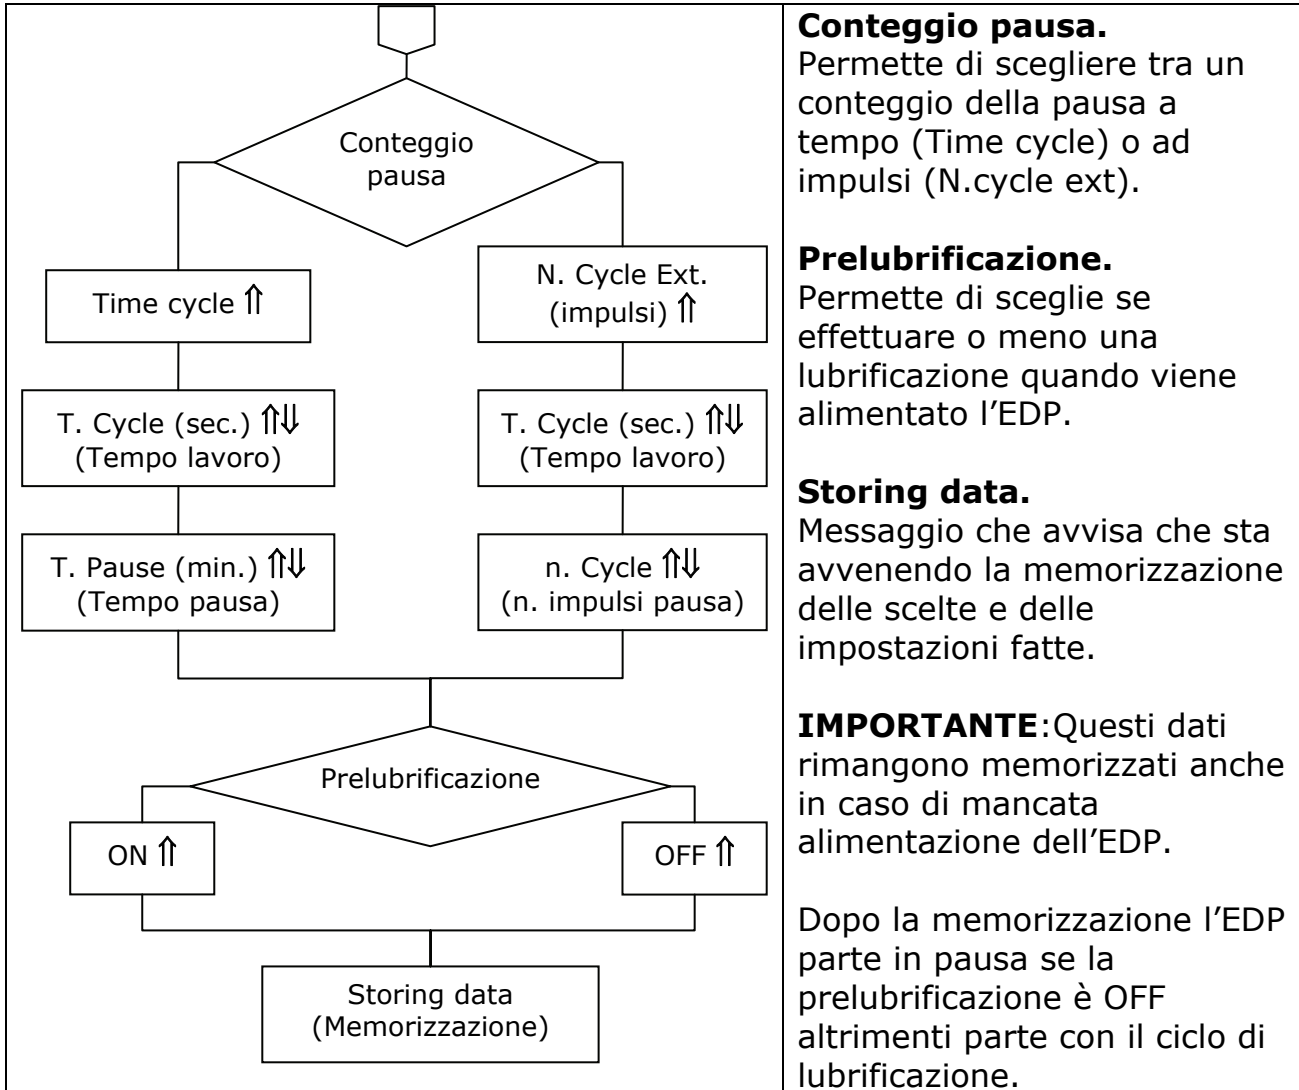 Conteggio
pausa
Time cycle ⇑
N. Cycle Ext.
(impulsi) ⇑
T. Cycle (sec.) ⇑⇓
(Tempo lavoro)
T. Cycle (sec.) ⇑⇓
(Tempo lavoro)
T. Pause (min.) ⇑⇓
(Tempo pausa)
n. Cycle ⇑⇓
(n. impulsi pausa)
Prelubrificazione
ON ⇑
OFF ⇑
Storing data
(Memorizzazione)
Conteggio pausa.
Permette di scegliere tra un
conteggio della pausa a
tempo (Time cycle) o ad
impulsi (N.cycle ext).
Prelubrificazione.
Permette di sceglie se
effettuare o meno una
lubrificazione quando viene
alimentato l’EDP.
Storing data.
Messaggio che avvisa che sta
avvenendo la memorizzazione
delle scelte e delle
impostazioni fatte.
IMPORTANTE:Questi dati
rimangono memorizzati anche
in caso di mancata
alimentazione dell’EDP.
Dopo la memorizzazione l’EDP
parte in pausa se la
prelubrificazione è OFF
altrimenti parte con il ciclo di
lubrificazione.